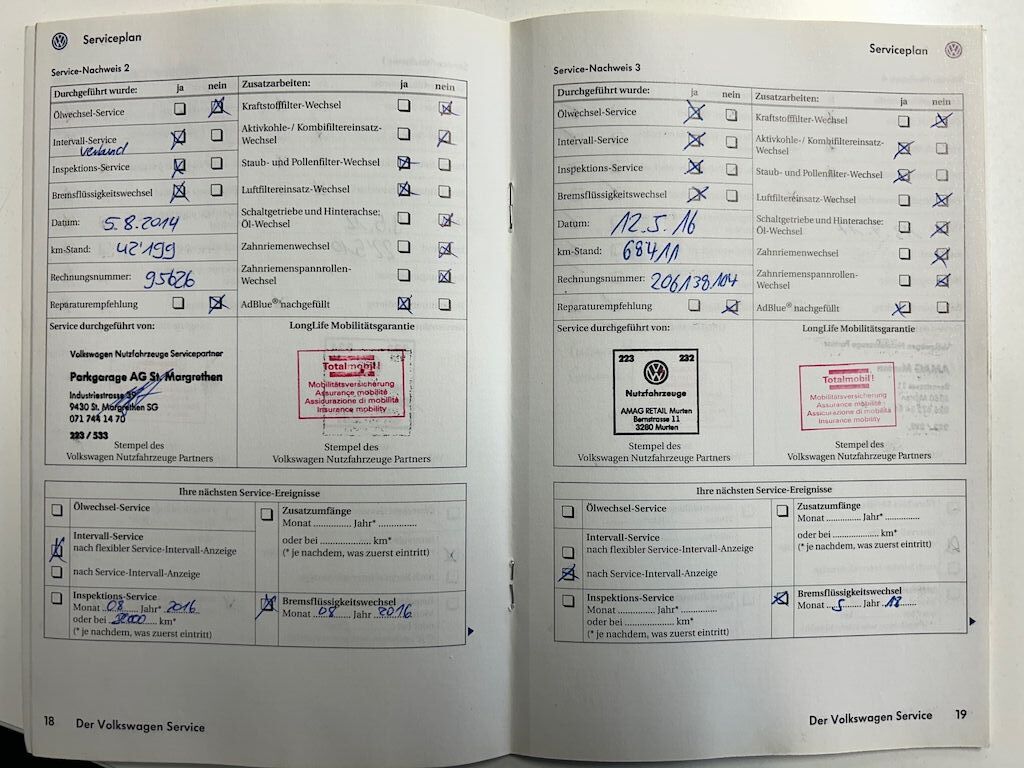 Serviceplan
Service-Nachweis 2
Durchgeführt wurde: ja nein
Ölwechsel-Service
Intervall-Service
verbund
Inspektions-Service
Bremsflüssigkeitswechsel
Datum: 5.8.2014
km-Stand: 42'199
Rechnungsnummer: 95626
Reparaturempfehlung
Zusatzarbeiten: ja nein
Kraftstofffilter-Wechsel
Aktivkohle-/ Kombifiltereinsatz-
Wechsel
Staub- und Pollenfilter-Wechsel
Luftfiltereinsatz-Wechsel
Schaltgetriebe und Hinterachse:
Öl-Wechsel
Zahnriemenwechsel
Zahnriemenspannrollen-
Wechsel
AdBlue® nachgefüllt
Service durchgeführt von:
Volkswagen Nutzfahrzeuge Servicepartner
Parkgarage AG St. Margrethen
Industriestrasse 39
9430 St. Margrethen SG
071 744 14 70
223 / 533
Stempel des
Volkswagen Nutzfahrzeuge Partners
LongLife Mobilitätsgarantie
Totalmobil!
Mobilitätsversicherung
Assurance mobilité
Assicurazione di mobilità
Insurance mobility
Stempel des
Volkswagen Nutzfahrzeuge Partners
Ihre nächsten Service-Ereignisse
Ölwechsel-Service
Intervall-Service
nach flexibler Service-Intervall-Anzeige
nach Service-Intervall-Anzeige
Inspektions-Service
Monat ..08.... Jahr* 2016
oder bei ........... km*
(* je nachdem, was zuerst eintritt)
Zusatzumfänge
Monat ............. Jahr* .............
oder bei .................. km*
(* je nachdem, was zuerst eintritt)
Bremsflüssigkeitswechsel
Monat 08 Jahr 2016
18 Der Volkswagen Service
Serviceplan
Service-Nachweis 3
Durchgeführt wurde: ja nein
Ölwechsel-Service
Intervall-Service
Inspektions-Service
Bremsflüssigkeitswechsel
Datum: 12.5.16
km-Stand: 68411
Rechnungsnummer: 206138104
Reparaturempfehlung
Zusatzarbeiten: ja nein
Kraftstofffilter-Wechsel
Aktivkohle-/ Kombifiltereinsatz-
Wechsel
Staub- und Pollenfilter-Wechsel
Luftfiltereinsatz-Wechsel
Schaltgetriebe und Hinterachse:
Öl-Wechsel
Zahnriemenwechsel
Zahnriemenspannrollen-
Wechsel
AdBlue® nachgefüllt
Service durchgeführt von:
223 232
Nutzfahrzeuge
AMAG RETAIL Murten
Bernstrasse 11
3280 Murten
Stempel des
Volkswagen Nutzfahrzeuge Partners
LongLife Mobilitätsgarantie
Totalmobil!
Mobilitätsversicherung
Assurance mobilité
Assicurazione di mobilità
Insurance mobility
Stempel des
Volkswagen Nutzfahrzeuge Partners
Ihre nächsten Service-Ereignisse
Ölwechsel-Service
Intervall-Service
nach flexibler Service-Intervall-Anzeige
nach Service-Intervall-Anzeige
Inspektions-Service
Monat ............. Jahr* .............
oder bei .................. km*
(* je nachdem, was zuerst eintritt)
Zusatzumfänge
Monat ............. Jahr* .............
oder bei .................. km*
(* je nachdem, was zuerst eintritt)
Bremsflüssigkeitswechsel
Monat 5 Jahr 18
Der Volkswagen Service 19